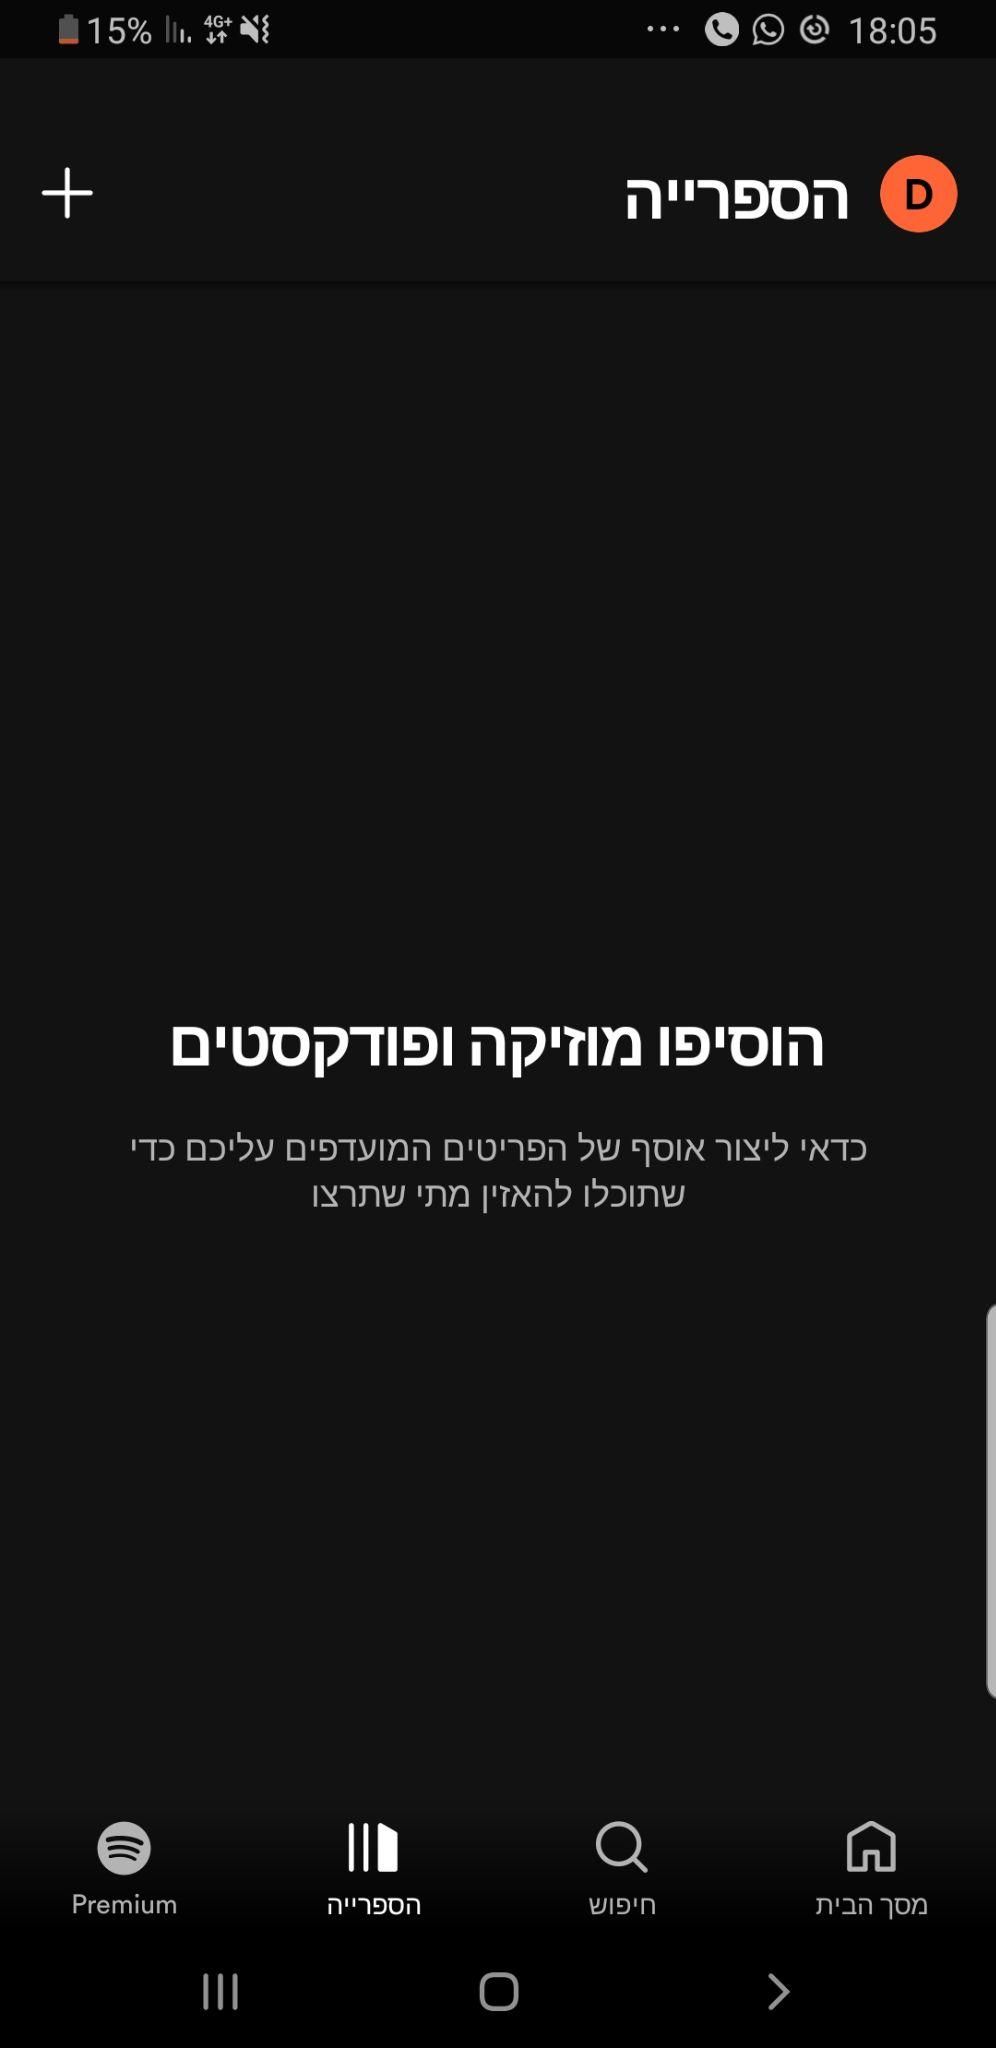 15% 4G+ 18:05
D הספרייה
הוסיפו מוזיקה ופודקסטים
כדאי ליצור אוסף של הפריטים המועדפים עליכם כדי
שתוכלו להאזין מתי שתרצו
מסך הבית חיפוש הספרייה Premium